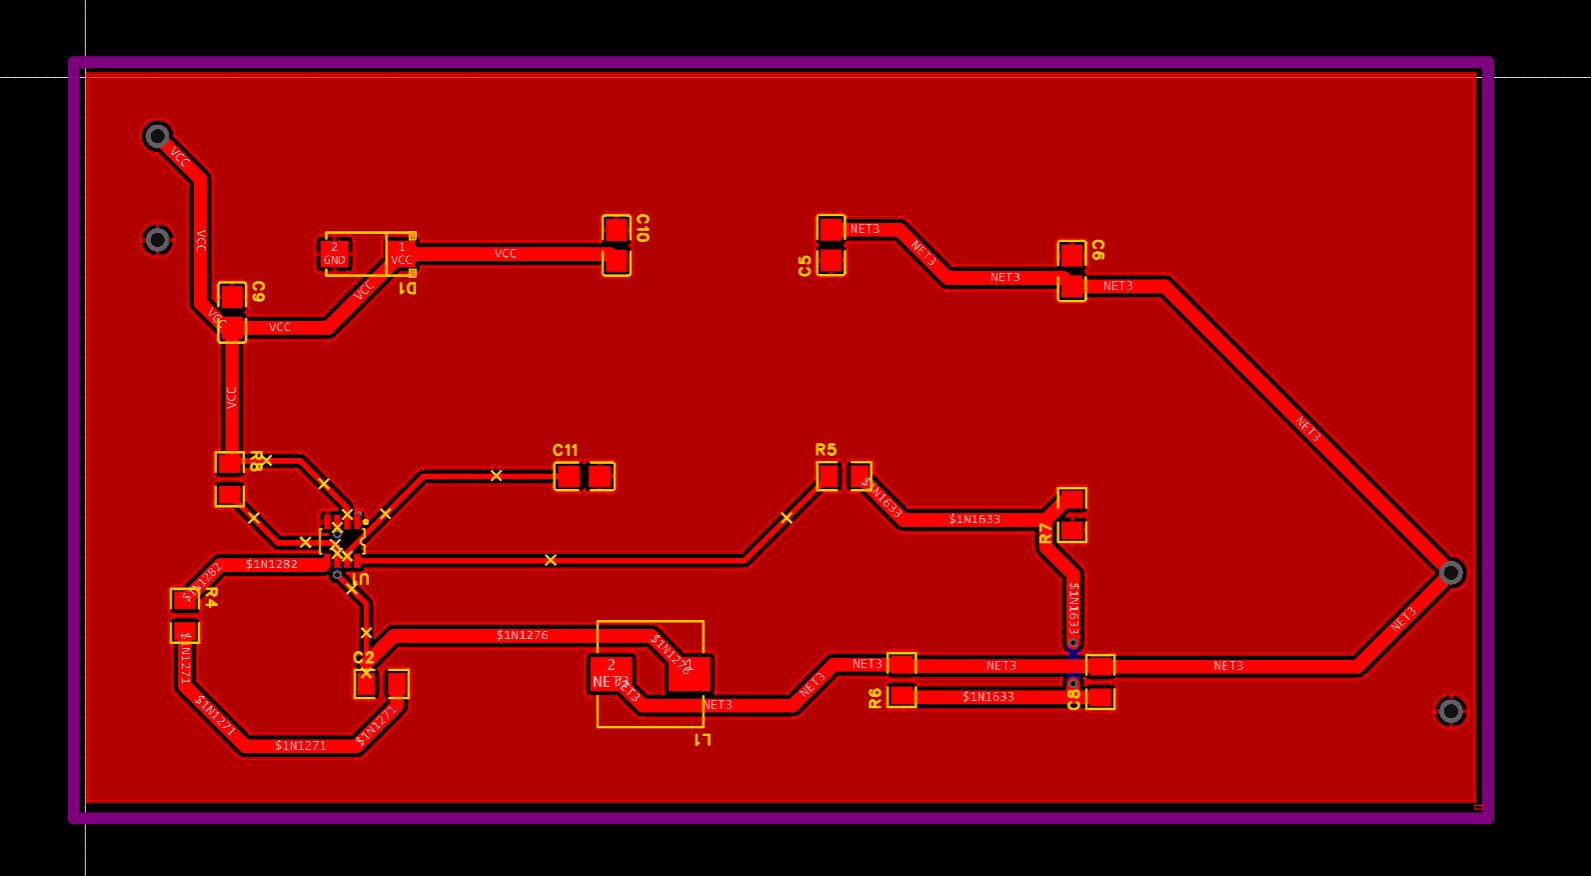 VCC
VCC
C10
NET3
C5
NET3
NET3
C6
NET3
2
GND
1
VCC
VCC
D1
VCC
C9
VCC
VCC
VCC
NET3
R8
C11
R5
$1N1633
$1N1633
R7
$1N1282
$1N1282
U1
R4
$1N1633
NET3
$1N1276
$1N1276
C2
$1N1271
2
NET3
NET3
1
NET3
NET3
NET3
NET3
NET3
R6
$1N1633
C8
$1N1271
$1N1271
$1N1271
L1